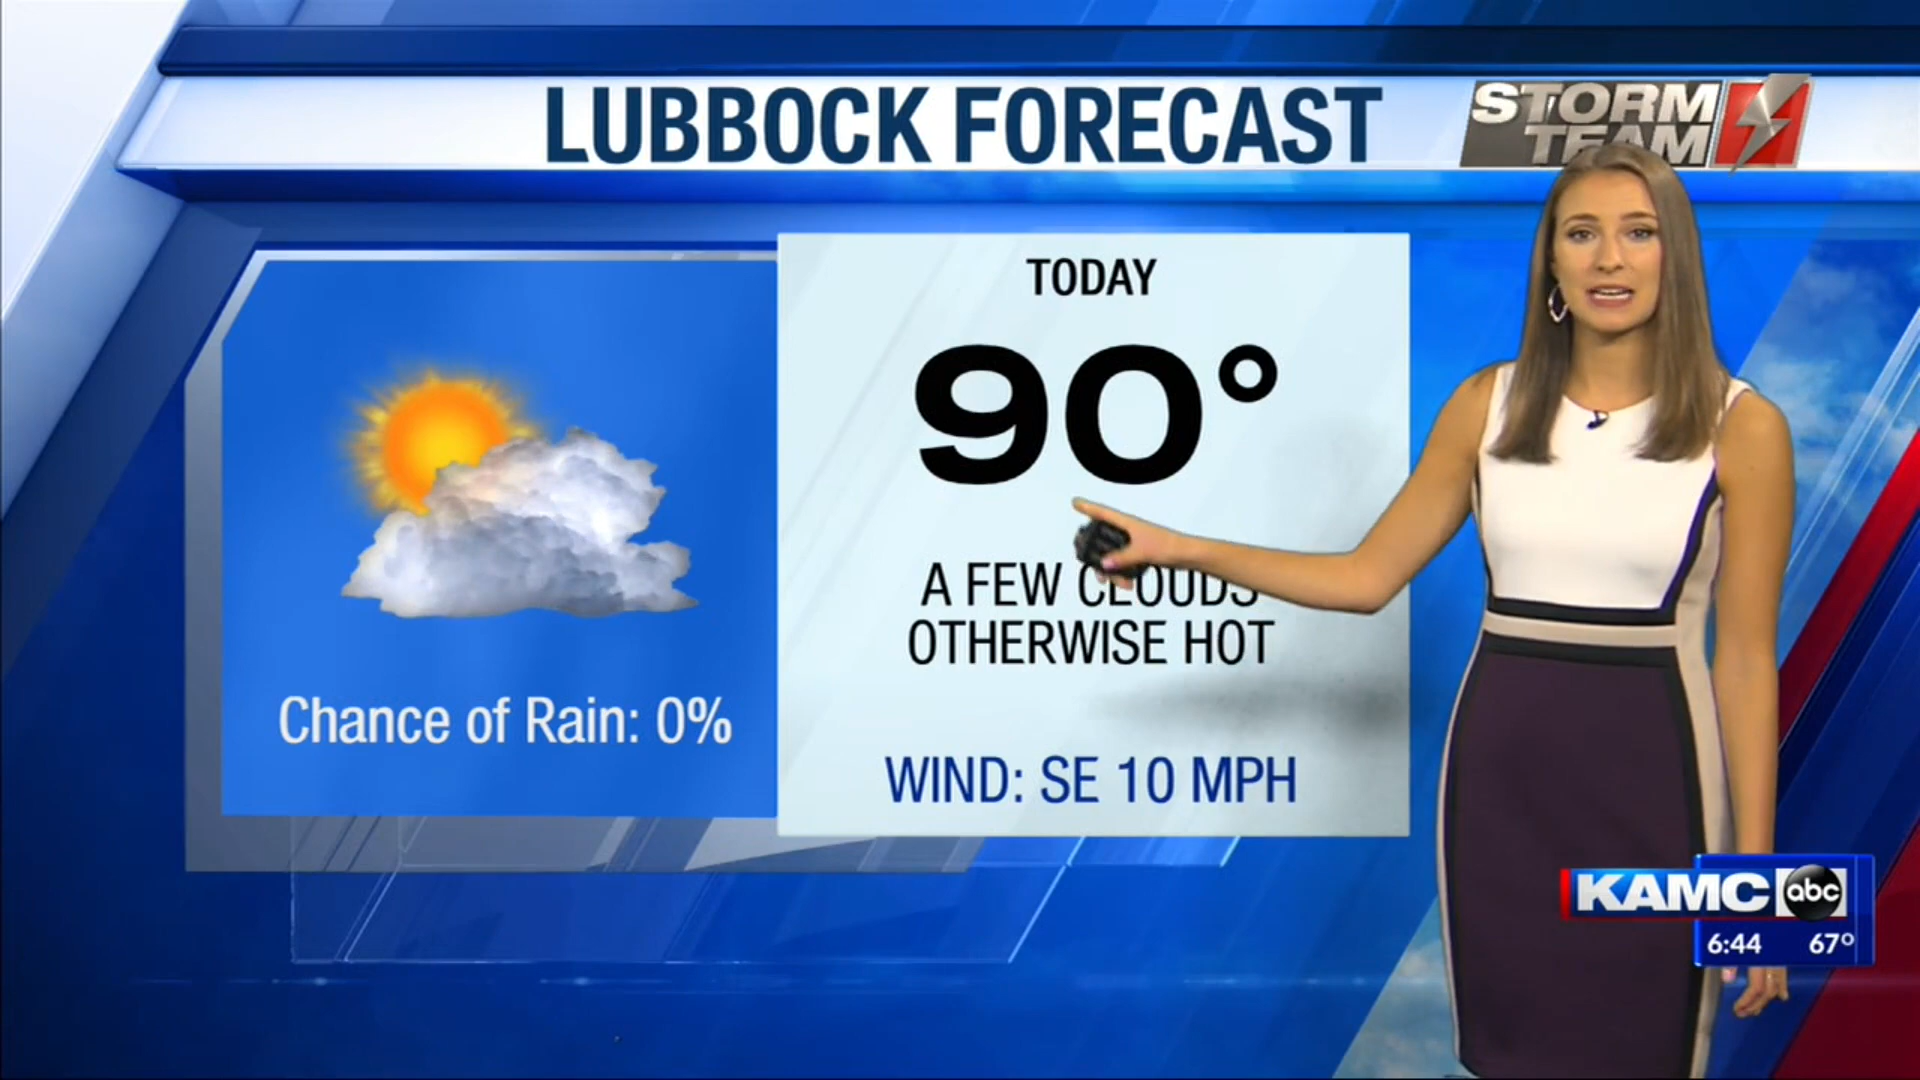 LUBBOCK FORECAST
STORM
TEAM
TODAY
90°
A FEW CLOUDS
OTHERWISE HOT
Chance of Rain: 0%
WIND: SE 10 MPH
KAMC abc
6:44 67°